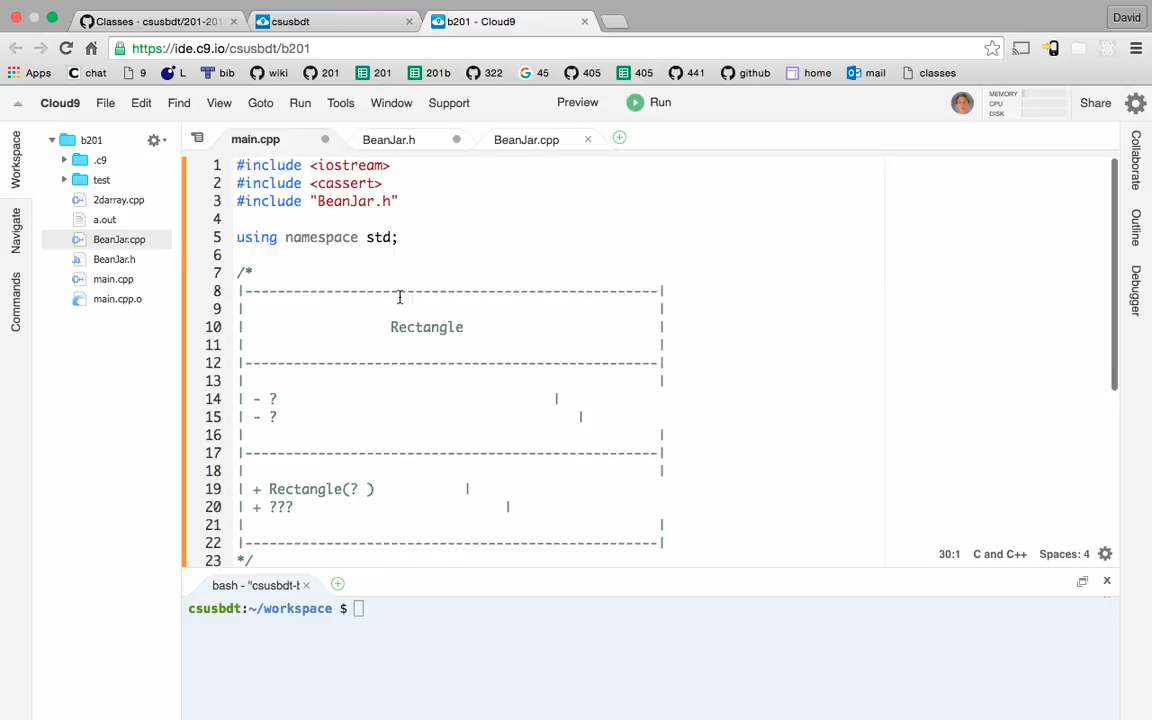 Classes - csusbdt/201-201
csusbdt
b201 - Cloud9
David
https://ide.c9.io/csusbdt/b201
Apps chat 9 L bib wiki 201 201 201b 322 45 405 405 441 github home mail classes
Cloud9 File Edit Find View Goto Run Tools Window Support Preview Run MEMORY CPU DISK Share
Workspace
Navigate
Commands
b201
.c9
test
2darray.cpp
a.out
BeanJar.cpp
BeanJar.h
main.cpp
main.cpp.o
main.cpp BeanJar.h BeanJar.cpp
1 #include <iostream>
2 #include <cassert>
3 #include "BeanJar.h"
4
5 using namespace std;
6
7 /*
8 |---------------------------------------------------|
9 | |
10 | Rectangle |
11 | |
12 |---------------------------------------------------|
13 | |
14 | - ? |
15 | - ? |
16 | |
17 |---------------------------------------------------|
18 | |
19 | + Rectangle(? ) |
20 | + ??? |
21 | |
22 |---------------------------------------------------|
23 */
30:1 C and C++ Spaces: 4
Collaborate
Outline
Debugger
bash - "csusbdt-b
csusbdt:~/workspace $